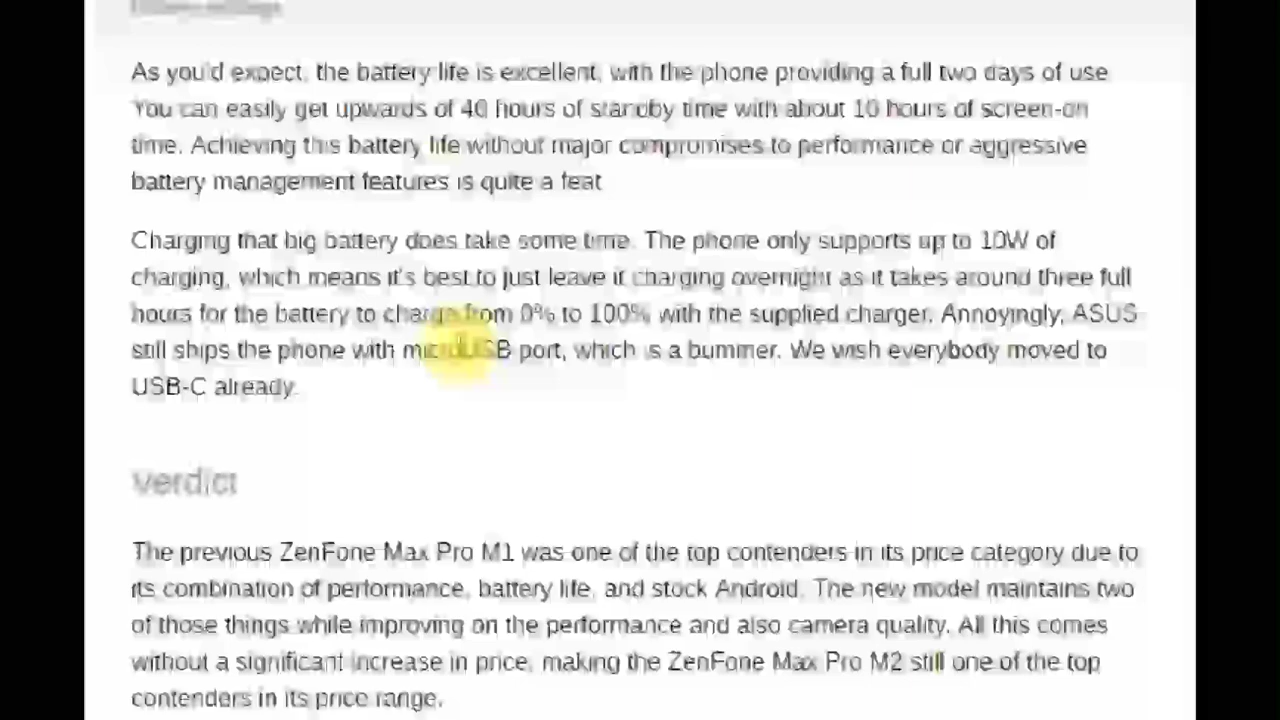 As you'd expect, the battery life is excellent, with the phone providing a full two days of use
You can easily get upwards of 40 hours of standby time with about 10 hours of screen-on
time. Achieving this battery life without major compromises to performance or aggressive
battery management features is quite a feat
Charging that big battery does take some time. The phone only supports up to 10W of
charging, which means it's best to just leave it charging overnight as it takes around three full
hours for the battery to charge from 0% to 100% with the supplied charger. Annoyingly, ASUS
still ships the phone with microUSB port, which is a bummer. We wish everybody moved to
USB-C already.
Verdict
The previous ZenFone Max Pro M1 was one of the top contenders in its price category due to
its combination of performance, battery life, and stock Android. The new model maintains two
of those things while improving on the performance and also camera quality. All this comes
without a significant increase in price, making the ZenFone Max Pro M2 still one of the top
contenders in its price range.